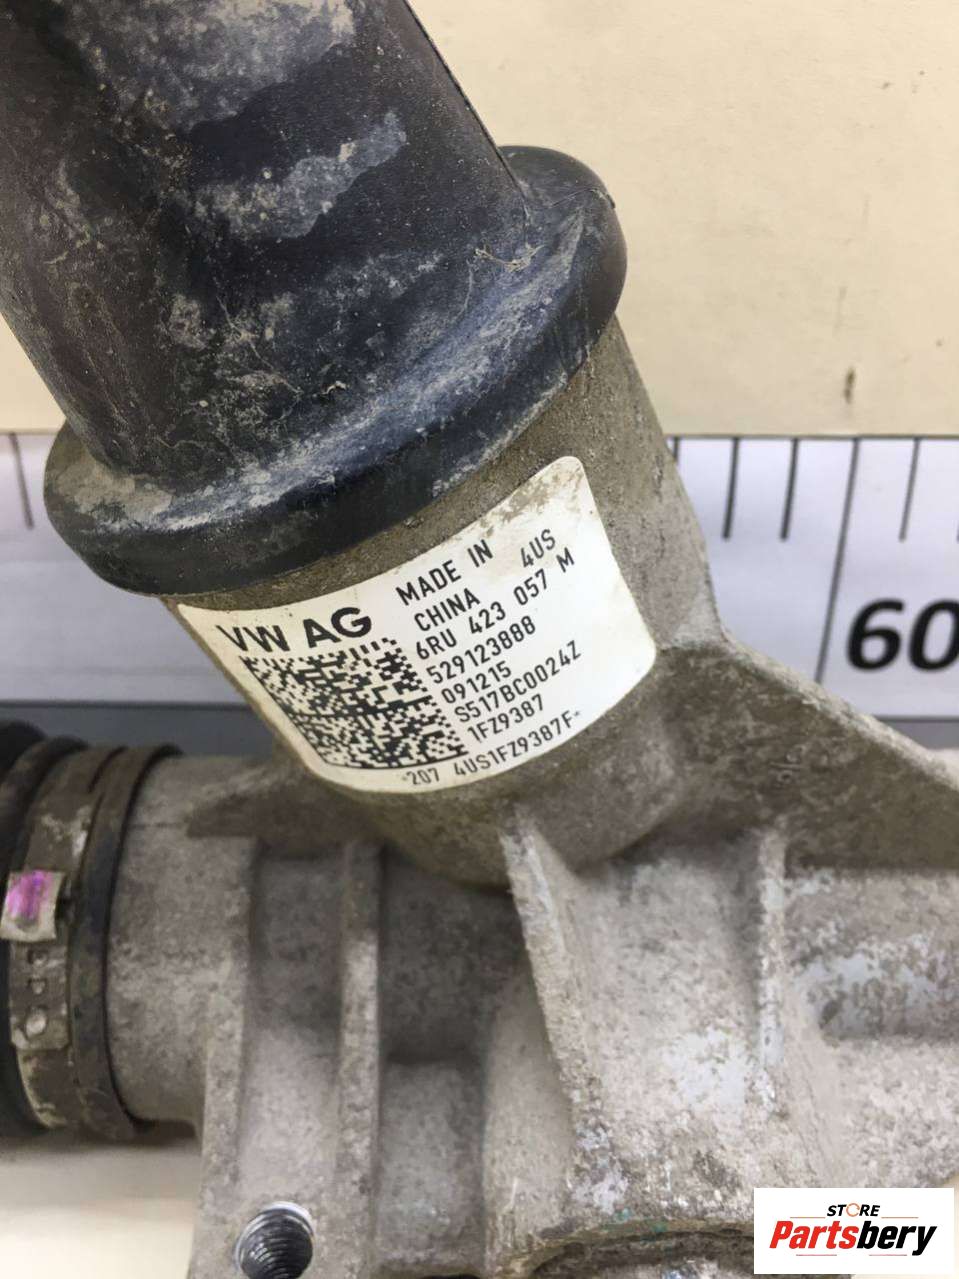 VW AG
MADE IN
CHINA 4US
6RU 423 057 M
529123888
091215
S517BC0024Z
1FZ9387
*207 4US1FZ9387F*
60
STORE
Partsbery